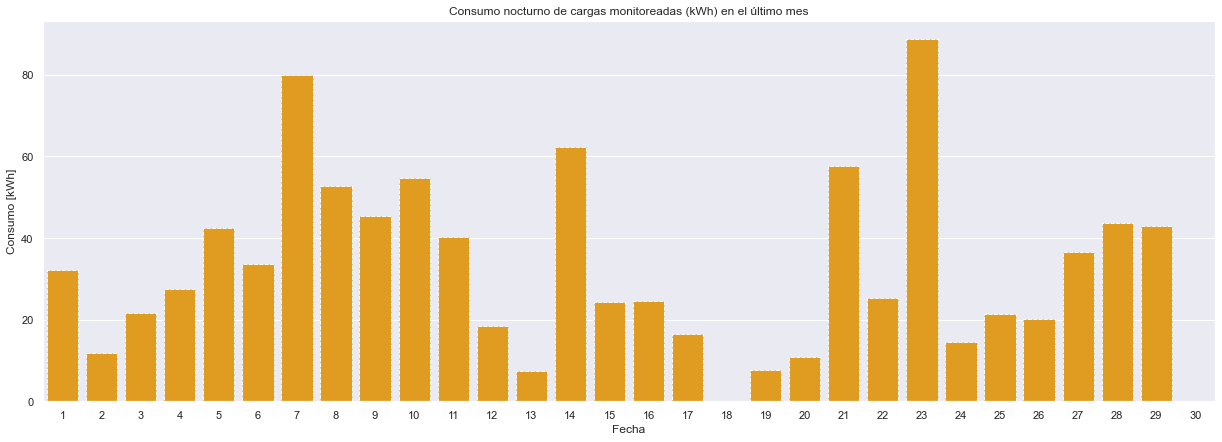 Consumo nocturno de cargas monitoreadas (kWh) en el último mes
Consumo [kWh]
80
60
40
20
0
1 2 3 4 5 6 7 8 9 10 11 12 13 14 15 16 17 18 19 20 21 22 23 24 25 26 27 28 29 30
Fecha